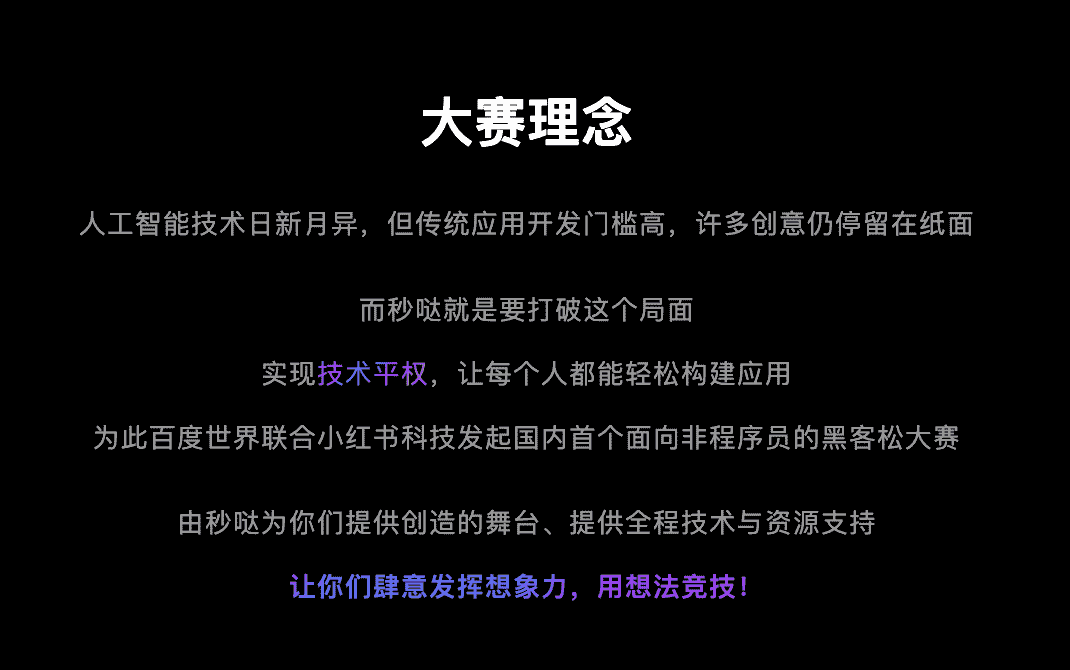 大赛理念
人工智能技术日新月异，但传统应用开发门槛高，许多创意仍停留在纸面
而秒哒就是要打破这个局面
实现技术平权，让每个人都能轻松构建应用
为此百度世界联合小红书科技发起国内首个面向非程序员的黑客松大赛
由秒哒为你们提供创造的舞台、提供全程技术与资源支持
让你们肆意发挥想象力，用想法竞技！